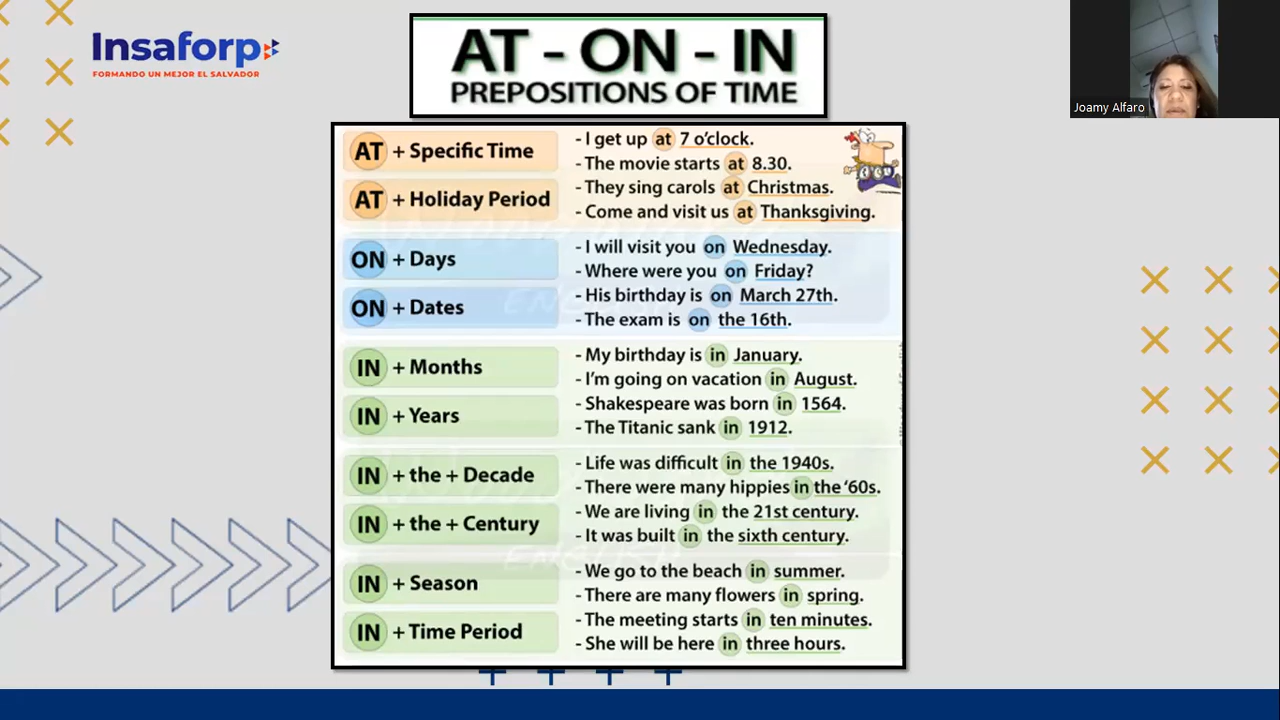 Insaforp
FORMANDO UN MEJOR EL SALVADOR
AT - ON - IN
PREPOSITIONS OF TIME
Joamy Alfaro
AT + Specific Time
- I get up at 7 o'clock.
- The movie starts at 8.30.
AT + Holiday Period
- They sing carols at Christmas.
- Come and visit us at Thanksgiving.
ON + Days
- I will visit you on Wednesday.
- Where were you on Friday?
ON + Dates
- His birthday is on March 27th.
- The exam is on the 16th.
IN + Months
- My birthday is in January.
- I'm going on vacation in August.
IN + Years
- Shakespeare was born in 1564.
- The Titanic sank in 1912.
IN + the + Decade
- Life was difficult in the 1940s.
- There were many hippies in the '60s.
IN + the + Century
- We are living in the 21st century.
- It was built in the sixth century.
IN + Season
- We go to the beach in summer.
- There are many flowers in spring.
IN + Time Period
- The meeting starts in ten minutes.
- She will be here in three hours.